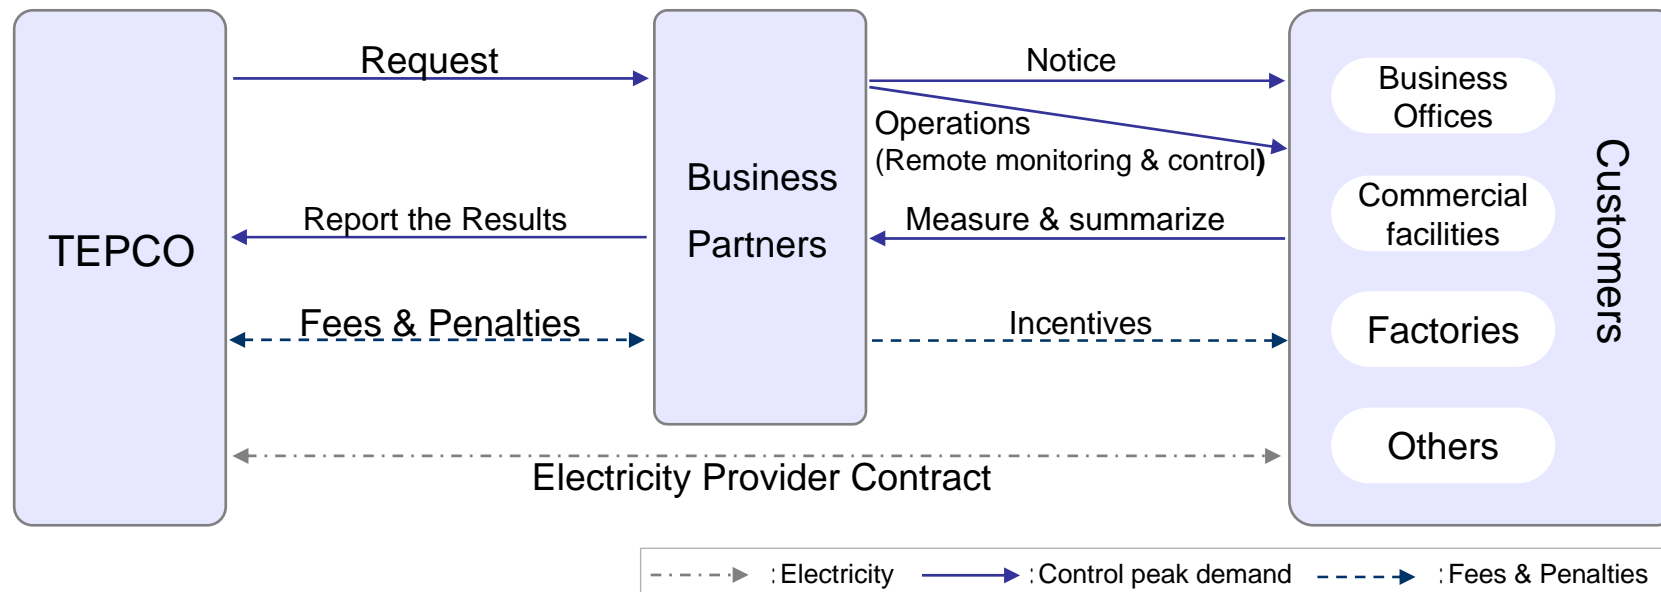 TEPCO
Request
Report the Results
Fees & Penalties
Business
Partners
Notice
Operations
(Remote monitoring & control)
Measure & summarize
Incentives
Electricity Provider Contract
Business
Offices
Commercial
facilities
Factories
Others
Customers
:Electricity
:Control peak demand
:Fees & Penalties